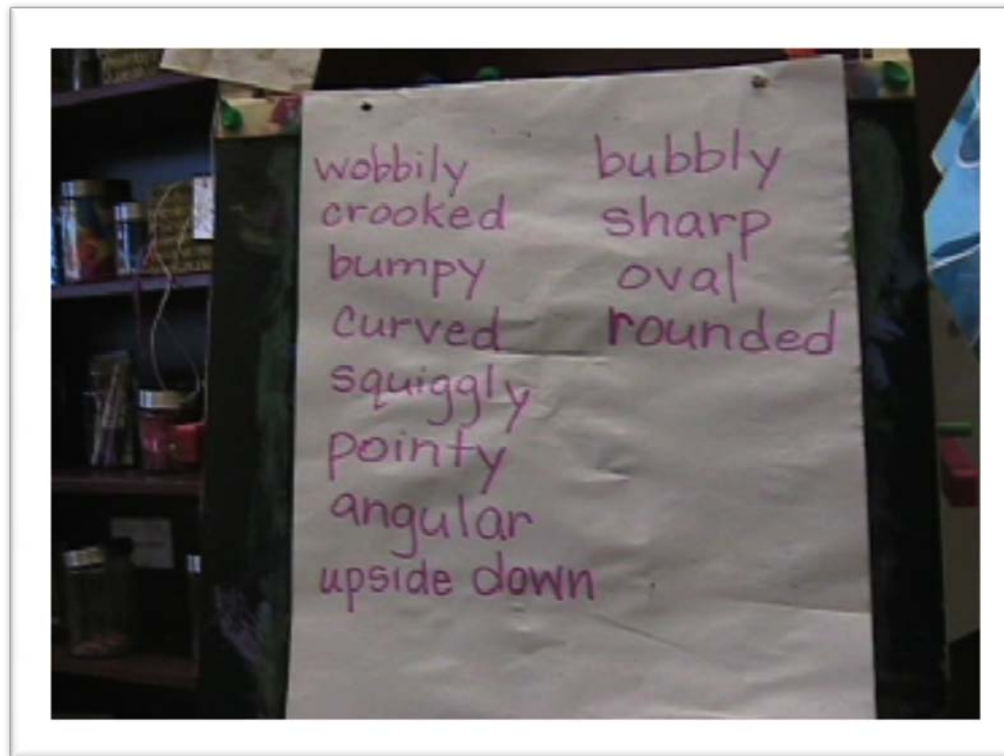 wobbily
crooked
bumpy
curved
squiggly
pointy
angular
upside down
bubbly
sharp
oval
rounded